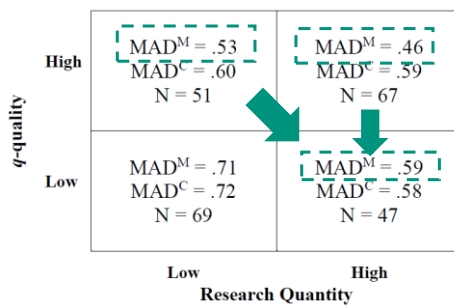 MADᴹ = .53
MADᶜ = .60
N = 51
MADᴹ = .46
MADᶜ = .59
N = 67
High
q-quality
Low
MADᴹ = .71
MADᶜ = .72
N = 69
MADᴹ = .59
MADᶜ = .58
N = 47
Low High
Research Quantity